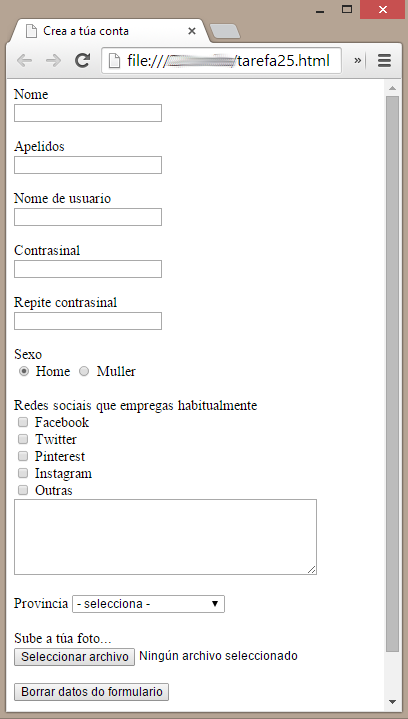 Crea a túa conta
file:///
/tarefa25.html
Nome
Apelidos
Nome de usuario
Contrasinal
Repite contrasinal
Sexo
Home Muller
Redes sociais que empregas habitualmente
Facebook
Twitter
Pinterest
Instagram
Outras
Provincia - selecciona -
Sube a túa foto...
Seleccionar archivo Ningún archivo seleccionado
Borrar datos do formulario